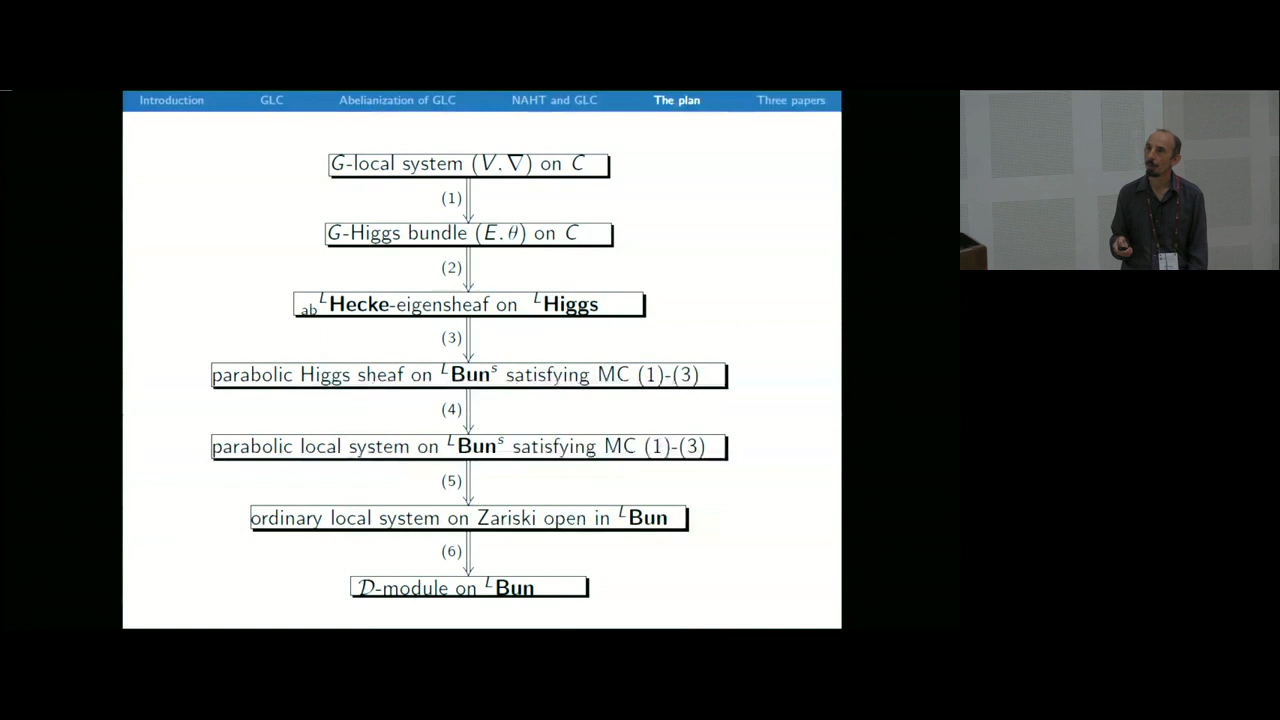 Introduction GLC Abelianization of GLC NAHT and GLC The plan Three papers
G-local system (V, ∇) on C
(1)
G-Higgs bundle (E, θ) on C
(2)
ab ᴸHecke-eigensheaf on ᴸHiggs
(3)
parabolic Higgs sheaf on ᴸBunˢ satisfying MC (1)-(3)
(4)
parabolic local system on ᴸBunˢ satisfying MC (1)-(3)
(5)
ordinary local system on Zariski open in ᴸBun
(6)
𝒟-module on ᴸBun